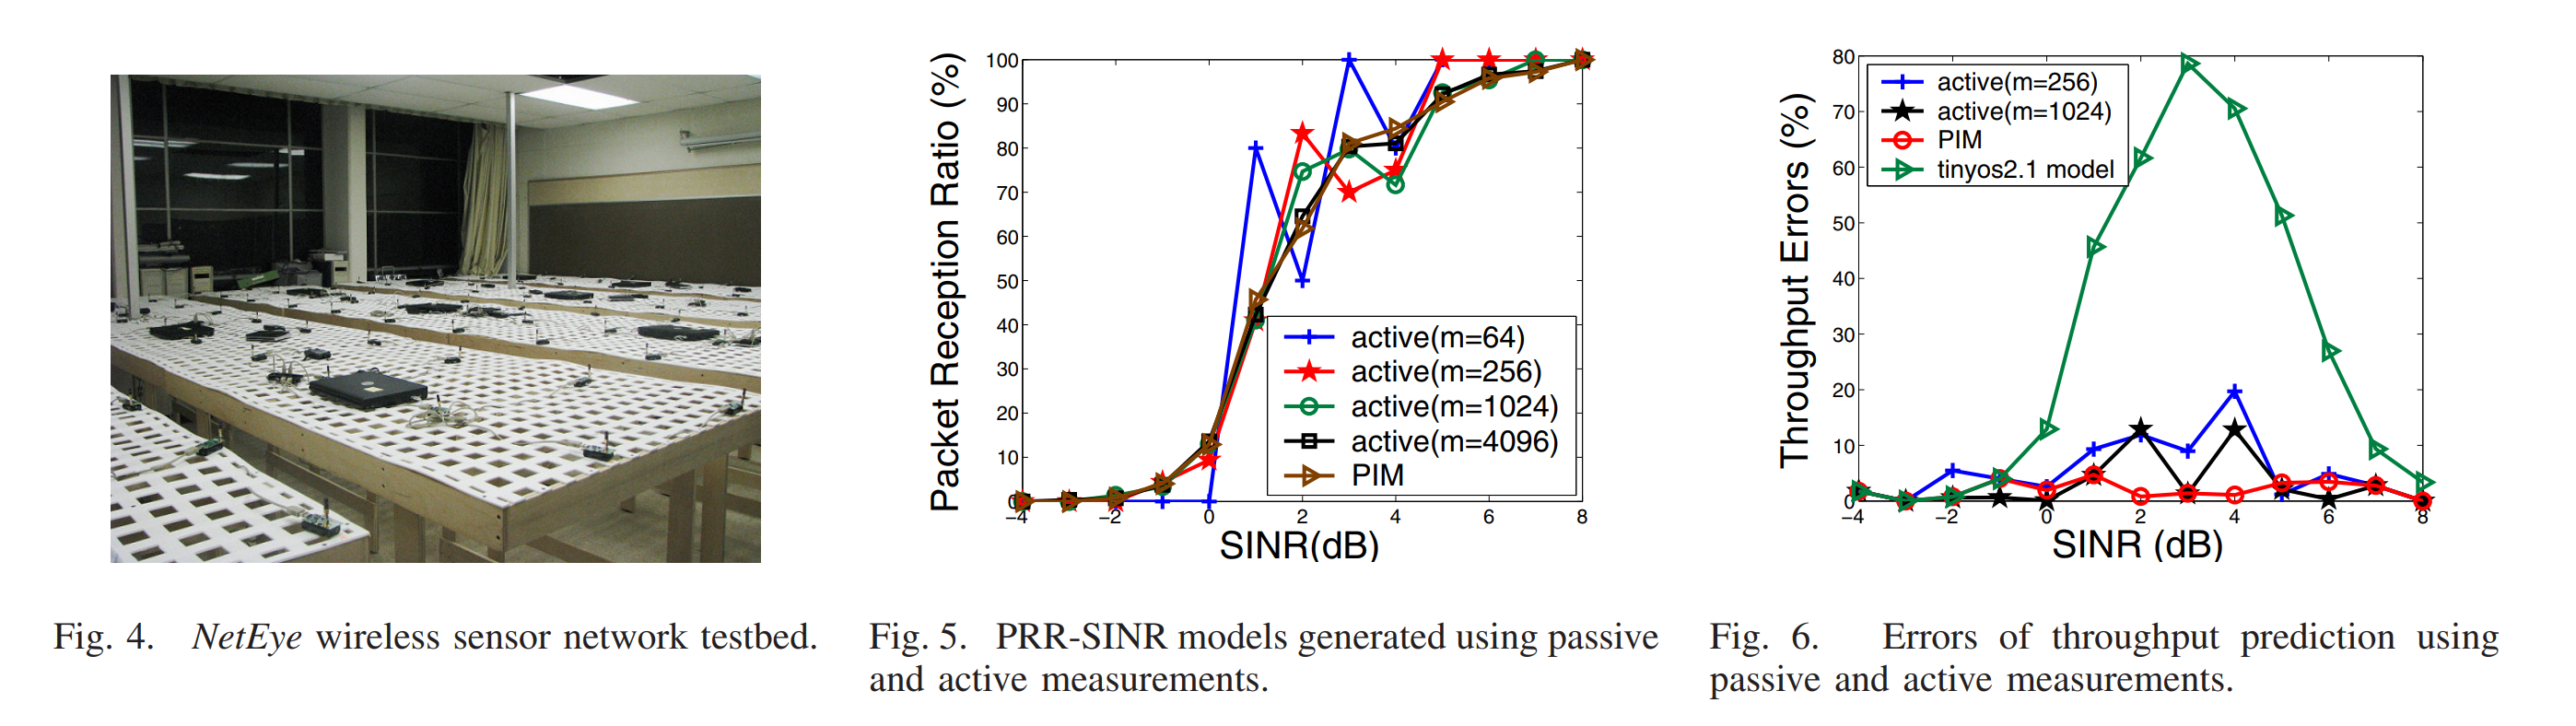 100
90
80
70
60
50
40
30
20
10
0
−4
−2
0
2
4
6
8
Packet Reception Ratio (%)
SINR(dB)
active(m=64)
active(m=256)
active(m=1024)
active(m=4096)
PIM
80
70
60
50
40
30
20
10
0
−4
−2
0
2
4
6
8
Throughput Errors (%)
SINR (dB)
active(m=256)
active(m=1024)
PIM
tinyos2.1 model
Fig. 4. NetEye wireless sensor network testbed.
Fig. 5. PRR-SINR models generated using passive
and active measurements.
Fig. 6. Errors of throughput prediction using
passive and active measurements.